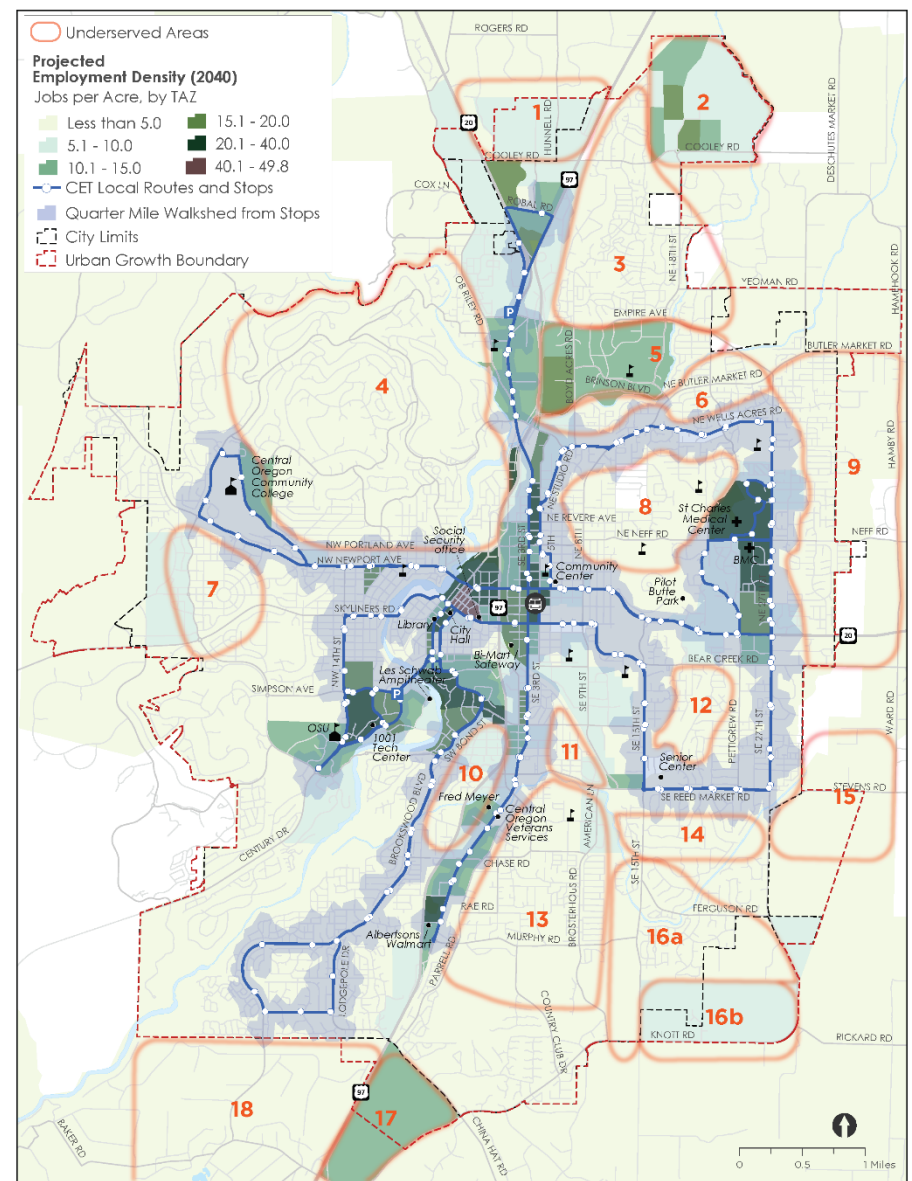 Underserved Areas
Projected
Employment Density (2040)
Jobs per Acre, by TAZ
Less than 5.0
5.1 - 10.0
10.1 - 15.0
15.1 - 20.0
20.1 - 40.0
40.1 - 49.8
CET Local Routes and Stops
Quarter Mile Walkshed from Stops
City Limits
Urban Growth Boundary
ROGERS RD
1
2
20
HUNNELL RD
COOLEY RD
COOLEY RD
DESCHUTES MARKET RD
97
COX LN
ROBAL RD
3
NE 18TH ST
OB RILEY RD
HAMEHOOK RD
YEOMAN RD
P
EMPIRE AVE
BUTLER MARKET RD
4
BOYD ACRES RD
5
BRINSON BLVD
NE BUTLER MARKET RD
6
NE WELLS ACRES RD
9
HAMBY RD
Central
Oregon
Community
College
NE STUDIO RD
8
St Charles
Medical
Center
BMC
NE REVERE AVE
NE NEFF RD
NEFF RD
Social
Security
office
NW PORTLAND AVE
NW NEWPORT AVE
7
Community
Center
Pilot
Butte
Park
SKYLINERS RD
Library
City
Hall
97
20
NW 14TH ST
Bi-Mart /
Safeway
BEAR CREEK RD
Les Schwab
Ampitheater
SE 3RD ST
SE 9TH ST
SIMPSON AVE
P
12
PETTIGREW RD
SE 27TH ST
WARD RD
OSU
1001
Tech
Center
SW BOND ST
10
11
SE 15TH ST
Senior
Center
SE REED MARKET RD
STEVENS RD
15
Fred Meyer
Central
Oregon
Veterans
Services
AMERICAN LN
14
CENTURY DR
BROOKSWOOD BLVD
CHASE RD
SE 15TH ST
RAE RD
13
BROSTERHOUS RD
FERGUSON RD
MURPHY RD
16a
Albertsons /
Walmart
PARRELL RD
LODGEPOLE DR
COUNTRY CLUB DR
16b
KNOTT RD
RICKARD RD
18
97
17
BAKER RD
CHINA HAT RD
0
0.5
1 Miles